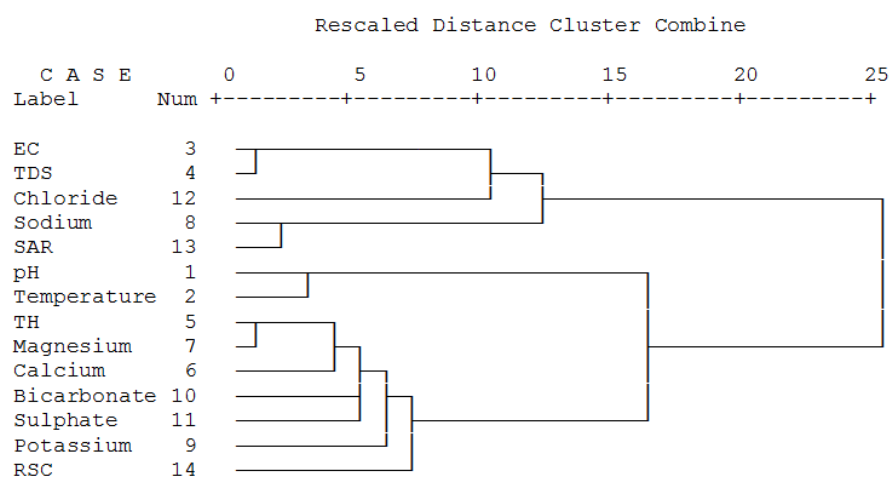 Rescaled Distance Cluster Combine
C A S E 0 5 10 15 20 25
Label Num +---------+---------+---------+---------+---------+
EC 3
TDS 4
Chloride 12
Sodium 8
SAR 13
pH 1
Temperature 2
TH 5
Magnesium 7
Calcium 6
Bicarbonate 10
Sulphate 11
Potassium 9
RSC 14